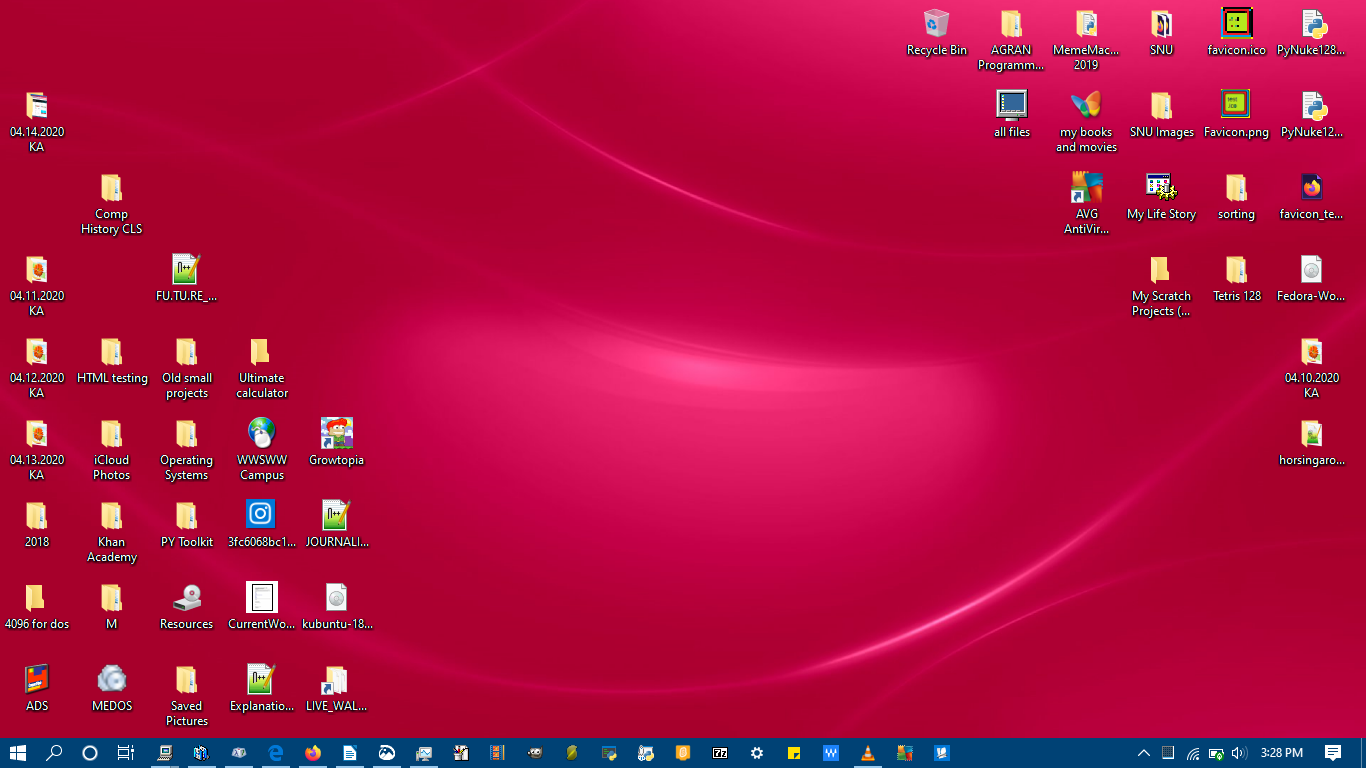 Recycle Bin
AGRAN
Programm...
MemeMac...
2019
SNU
favicon.ico
PyNuke128...
04.14.2020
KA
all files
my books
and movies
SNU Images
Favicon.png
PyNuke12...
Comp
History CLS
AVG
AntiVir...
My Life Story
sorting
favicon_te...
04.11.2020
KA
FU.TU.RE_...
My Scratch
Projects (...
Tetris 128
Fedora-Wo...
04.12.2020
KA
HTML testing
Old small
projects
Ultimate
calculator
04.10.2020
KA
04.13.2020
KA
iCloud
Photos
Operating
Systems
WWSWW
Campus
Growtopia
horsingaro...
2018
Khan
Academy
PY Toolkit
3fc6068bc1...
JOURNALI...
4096 for dos
M
Resources
CurrentWo...
kubuntu-18...
ADS
MEDOS
Saved
Pictures
Explanatio...
LIVE_WAL...
3:28 PM